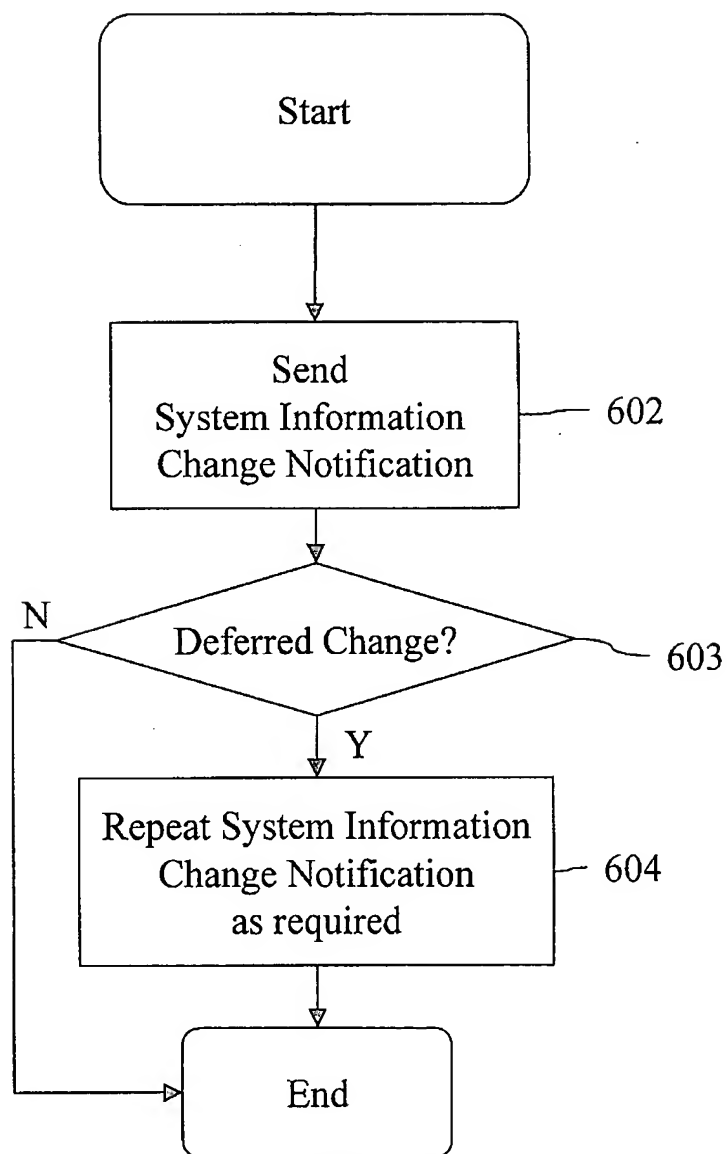 Start
Send
System Information
Change Notification
602
N
Deferred Change?
603
Y
Repeat System Information
Change Notification
as required
604
End